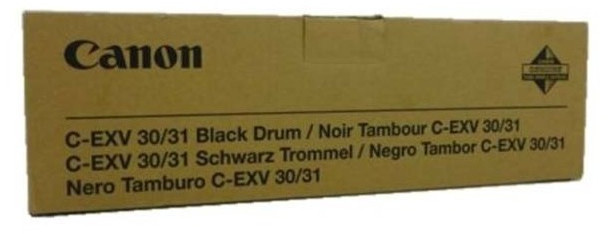 Canon
C-EXV 30/31 Black Drum / Noir Tambour C-EXV 30/31
C-EXV 30/31 Schwarz Trommel / Negro Tambor C-EXV 30/31
Nero Tamburo C-EXV 30/31